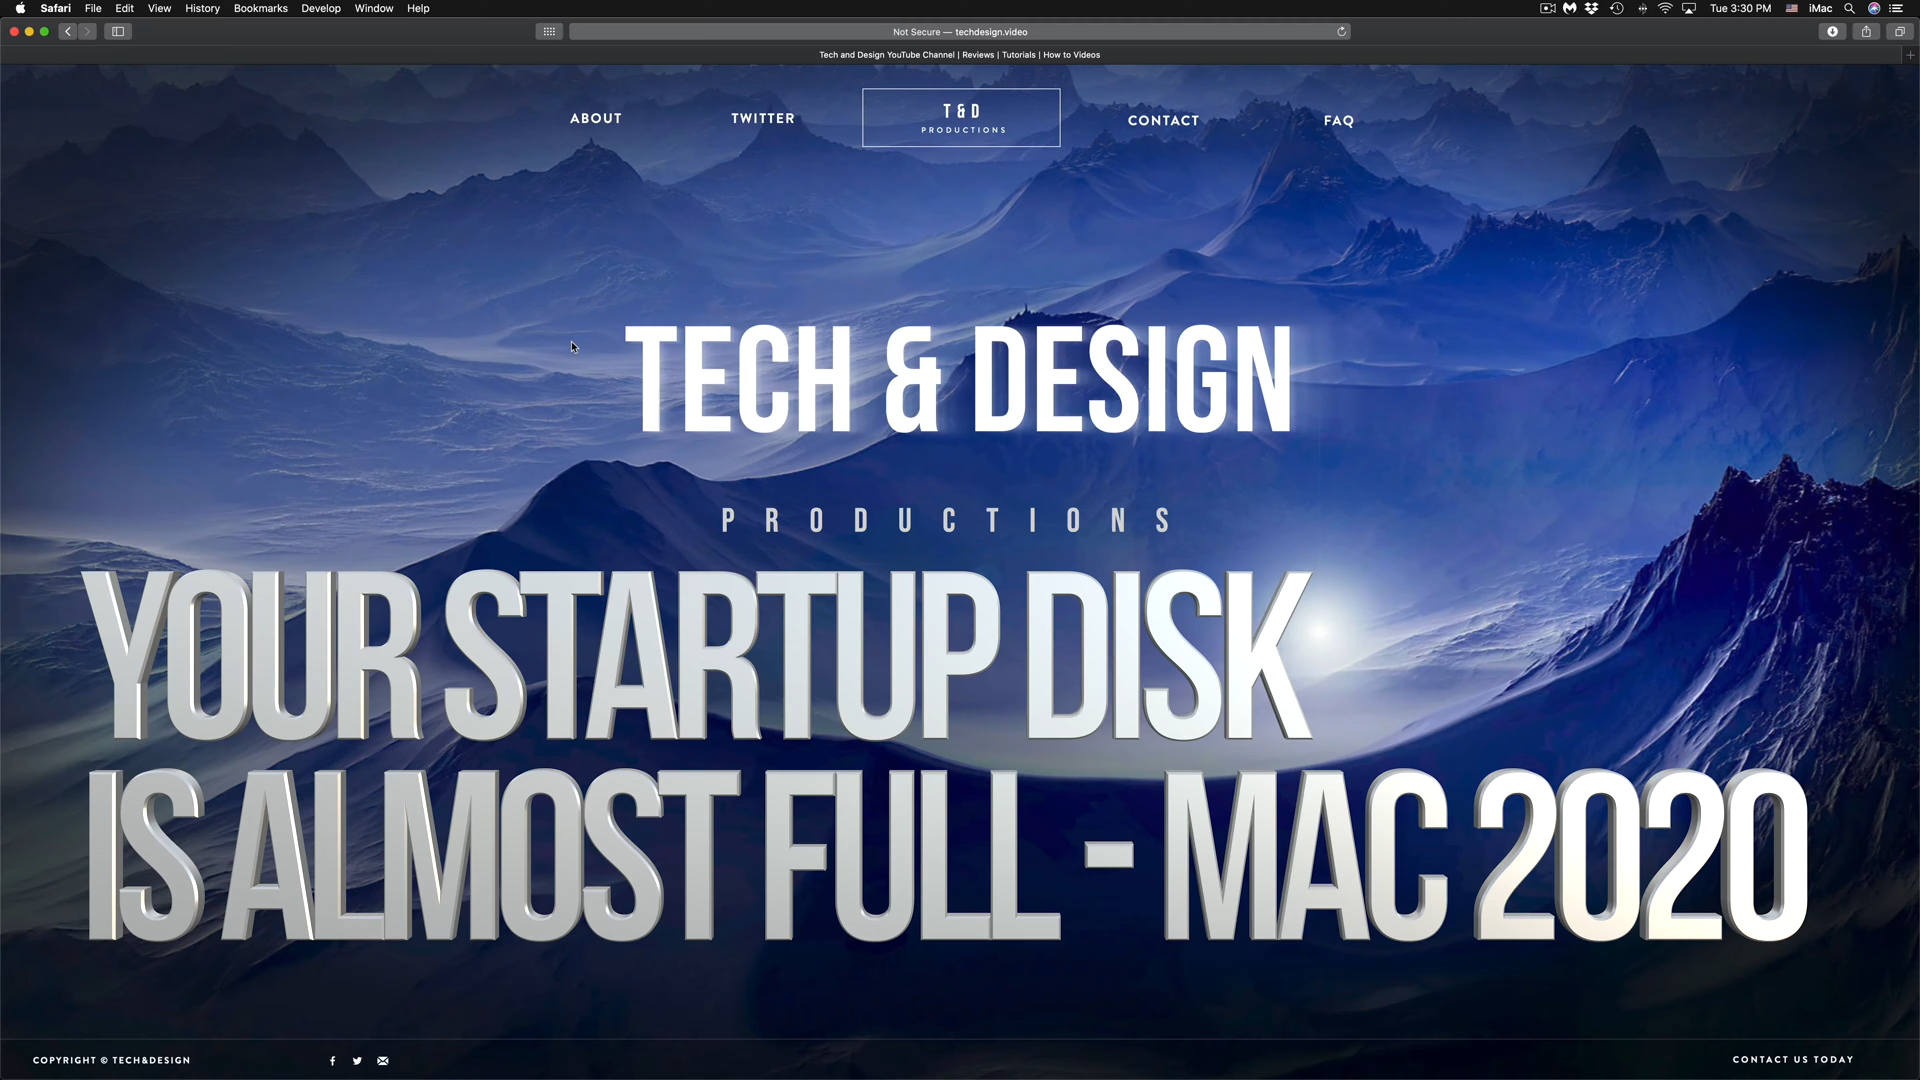 Safari File Edit View History Bookmarks Develop Window Help Tue 3:30 PM iMac
Not Secure — techdesign.video
Tech and Design YouTube Channel | Reviews | Tutorials | How to Videos
ABOUT TWITTER T&D PRODUCTIONS CONTACT FAQ
TECH & DESIGN
PRODUCTIONS
YOUR STARTUP DISK
IS ALMOST FULL - MAC 2020
COPYRIGHT © TECH&DESIGN CONTACT US TODAY